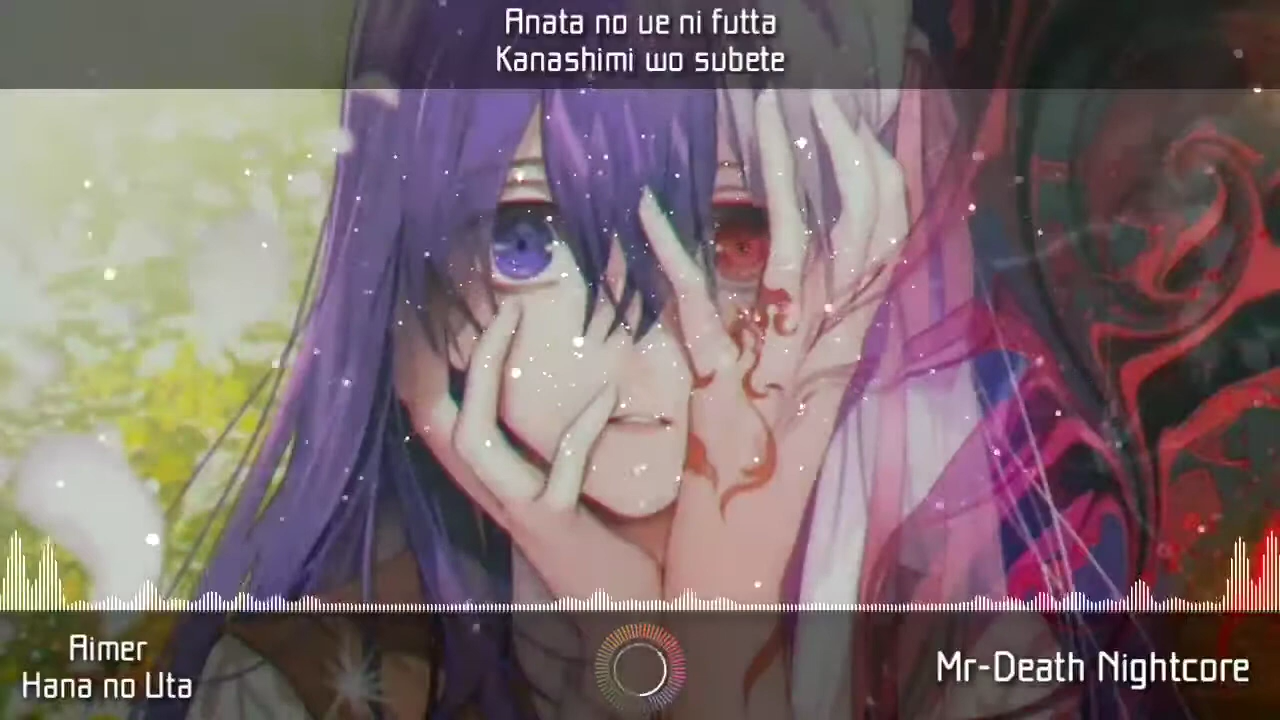 Anata no ue ni futta
Kanashimi wo subete
Aimer
Hana no Uta
Mr-Death Nightcore